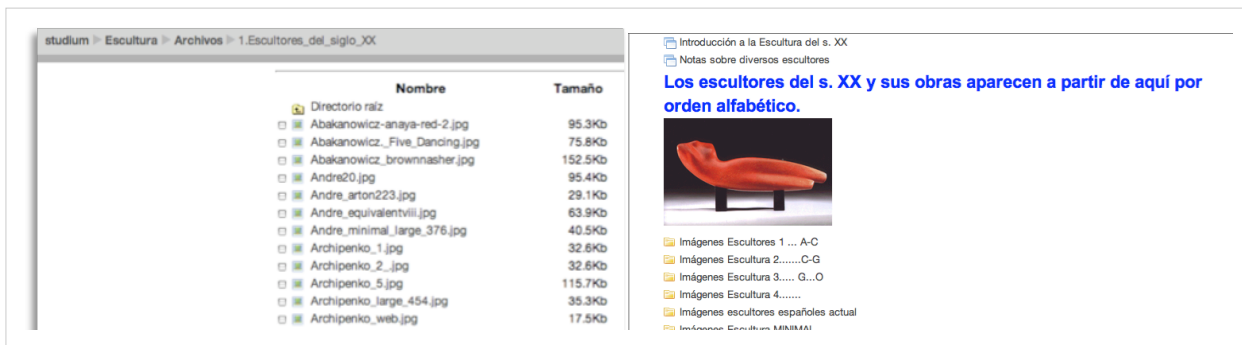 studium ▶ Escultura ▶ Archivos ▶ 1.Escultores_del_siglo_XX
Nombre Tamaño
Directorio raíz
Abakanowicz-anaya-red-2.jpg 95.3Kb
Abakanowicz._FIve_Dancing.jpg 75.8Kb
Abakanowicz_brownnasher.jpg 152.5Kb
Andre20.jpg 95.4Kb
Andre_arton223.jpg 29.1Kb
Andre_equivalentviii.jpg 63.9Kb
Andre_minimal_large_376.jpg 40.5Kb
Archipenko_1.jpg 32.6Kb
Archipenko_2_.jpg 32.6Kb
Archipenko_5.jpg 115.7Kb
Archipenko_large_454.jpg 35.3Kb
Archipenko_web.jpg 17.5Kb
Introducción a la Escultura del s. XX
Notas sobre diversos escultores
Los escultores del s. XX y sus obras aparecen a partir de aquí por
orden alfabético.
Imágenes Escultores 1 ... A-C
Imágenes Escultura 2.......C-G
Imágenes Escultura 3..... G...O
Imágenes Escultura 4.......
Imágenes escultores españoles actual
Imágenes Escultura MINIMAL